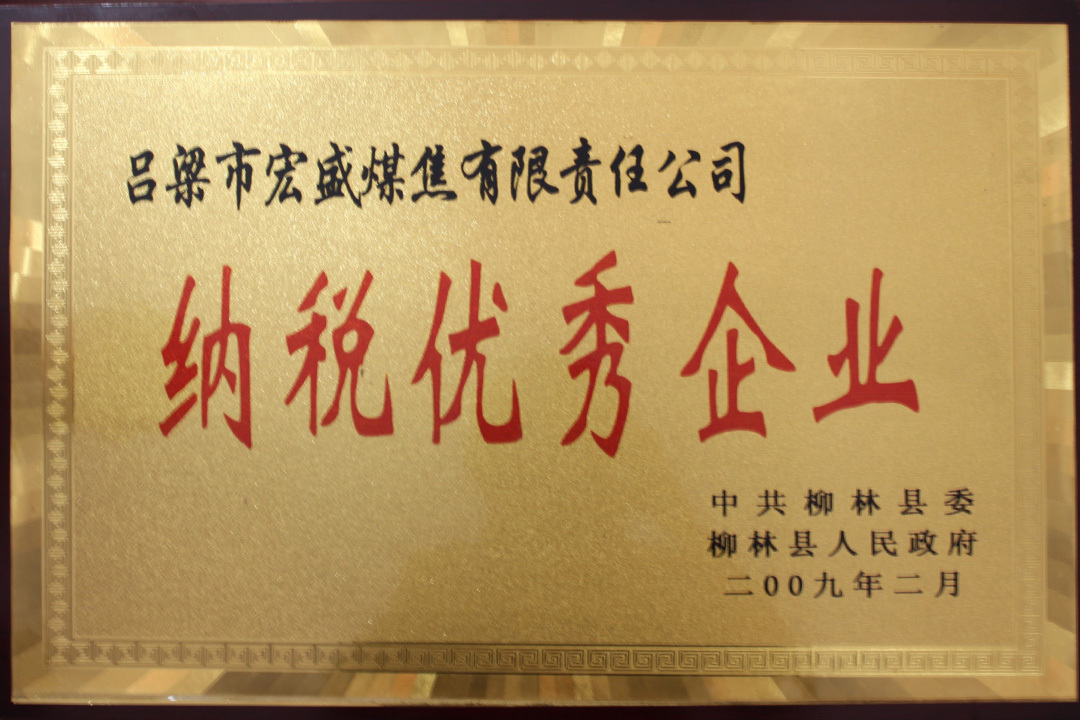 吕梁市宏盛煤焦有限责任公司
纳税优秀企业
中共柳林县委
柳林县人民政府
二00九年二月